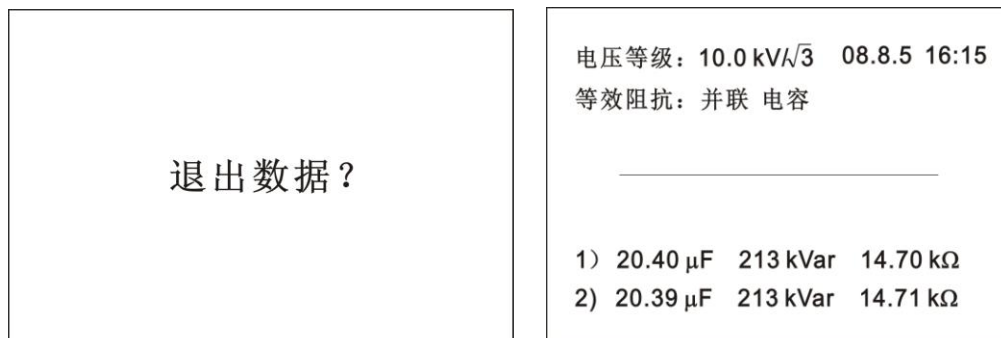 退出数据？
电压等级：10.0 kV/√3 08.8.5 16:15
等效阻抗：并联 电容
1） 20.40 μF 213 kVar 14.70 kΩ
2) 20.39 μF 213 kVar 14.71 kΩ